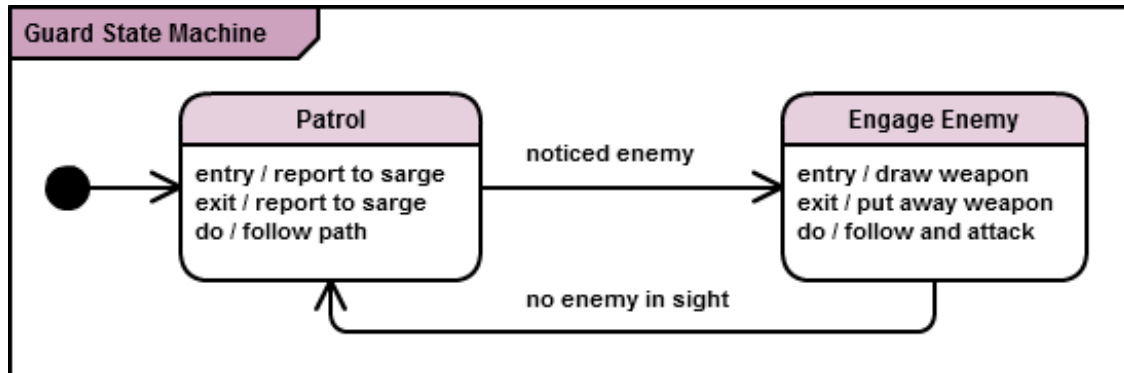 Guard State Machine
Patrol
entry / report to sarge
exit / report to sarge
do / follow path
noticed enemy
Engage Enemy
entry / draw weapon
exit / put away weapon
do / follow and attack
no enemy in sight